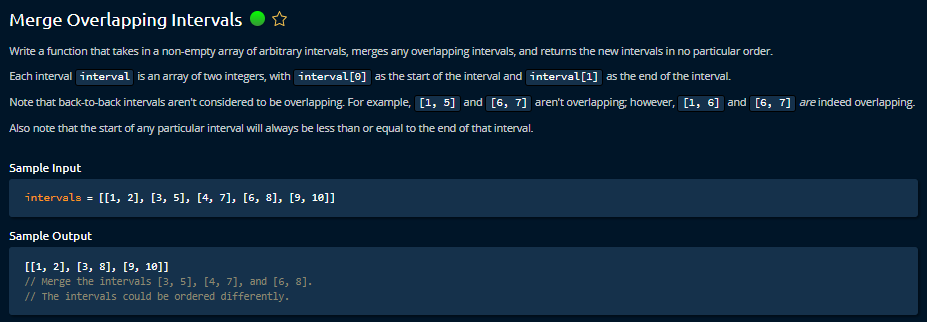 Merge Overlapping Intervals
Write a function that takes in a non-empty array of arbitrary intervals, merges any overlapping intervals, and returns the new intervals in no particular order.
Each interval interval is an array of two integers, with interval[0] as the start of the interval and interval[1] as the end of the interval.
Note that back-to-back intervals aren't considered to be overlapping. For example, [1, 5] and [6, 7] aren't overlapping; however, [1, 6] and [6, 7] are indeed overlapping.
Also note that the start of any particular interval will always be less than or equal to the end of that interval.
Sample Input
intervals = [[1, 2], [3, 5], [4, 7], [6, 8], [9, 10]]
Sample Output
[[1, 2], [3, 8], [9, 10]]
// Merge the intervals [3, 5], [4, 7], and [6, 8].
// The intervals could be ordered differently.